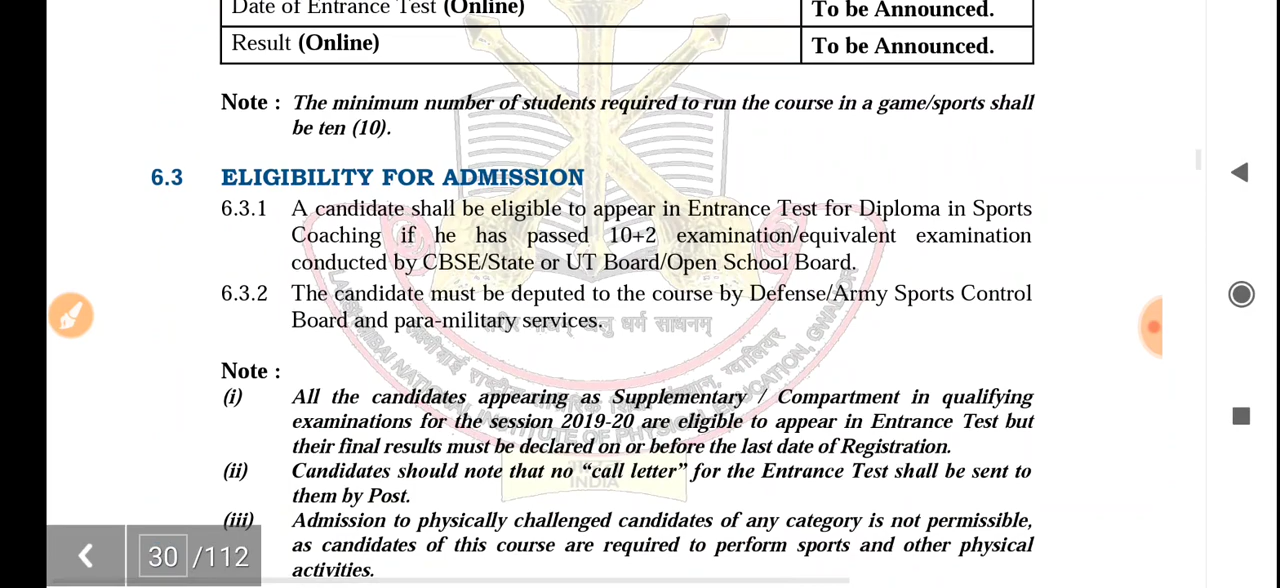 Date of Entrance Test (Online) To be Announced.
Result (Online) To be Announced.
Note : The minimum number of students required to run the course in a game/sports shall
be ten (10).
6.3 ELIGIBILITY FOR ADMISSION
6.3.1 A candidate shall be eligible to appear in Entrance Test for Diploma in Sports
Coaching if he has passed 10+2 examination/equivalent examination
conducted by CBSE/State or UT Board/Open School Board.
6.3.2 The candidate must be deputed to the course by Defense/Army Sports Control
Board and para-military services.
Note :
(i) All the candidates appearing as Supplementary / Compartment in qualifying
examinations for the session 2019-20 are eligible to appear in Entrance Test but
their final results must be declared on or before the last date of Registration.
(ii) Candidates should note that no “call letter” for the Entrance Test shall be sent to
them by Post.
(iii) Admission to physically challenged candidates of any category is not permissible,
as candidates of this course are required to perform sports and other physical
activities.
30 /112
INDIA